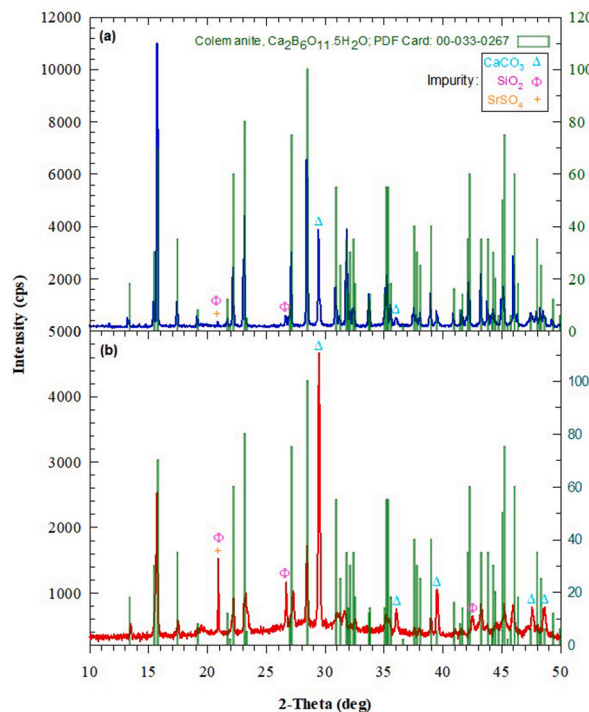 (a)
Colemanite, Ca₂B₆O₁₁.5H₂O; PDF Card: 00-033-0267
Impurity:
CaCO₃ Δ
SiO₂ Φ
SrSO₄ +
12000
10000
8000
6000
4000
2000
5000
120
100
80
60
40
20
0
Δ
Φ
+
Φ
Δ
(b)
4000
3000
2000
1000
100
80
60
40
20
0
Δ
Φ
+
Φ
Δ
Δ
Φ
Δ
Δ
Intensity (cps)
10 15 20 25 30 35 40 45 50
2-Theta (deg)